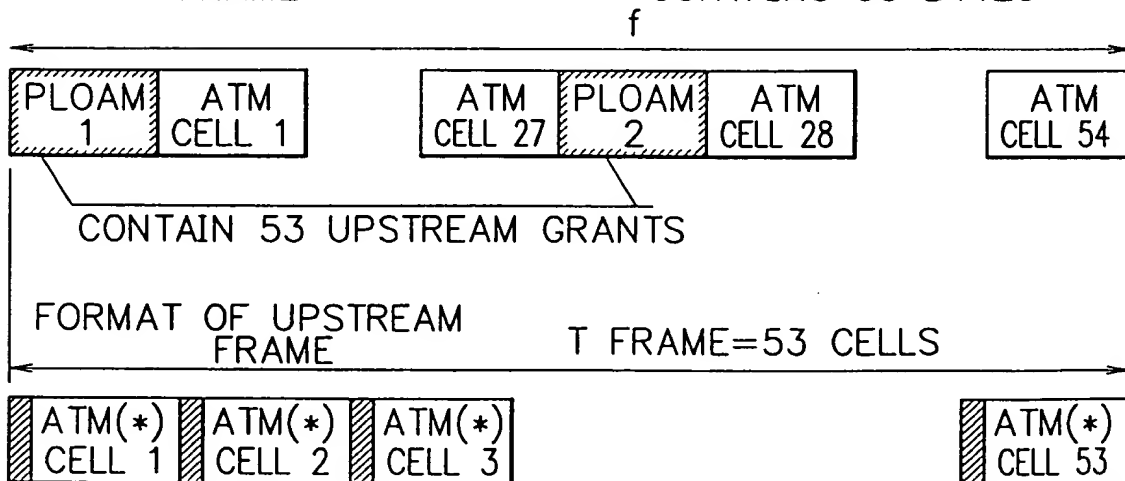 f
PLOAM
1
ATM
CELL 1
ATM
CELL 27
PLOAM
2
ATM
CELL 28
ATM
CELL 54
CONTAIN 53 UPSTREAM GRANTS
FORMAT OF UPSTREAM
FRAME
T FRAME=53 CELLS
ATM(*)
CELL 1
ATM(*)
CELL 2
ATM(*)
CELL 3
ATM(*)
CELL 53